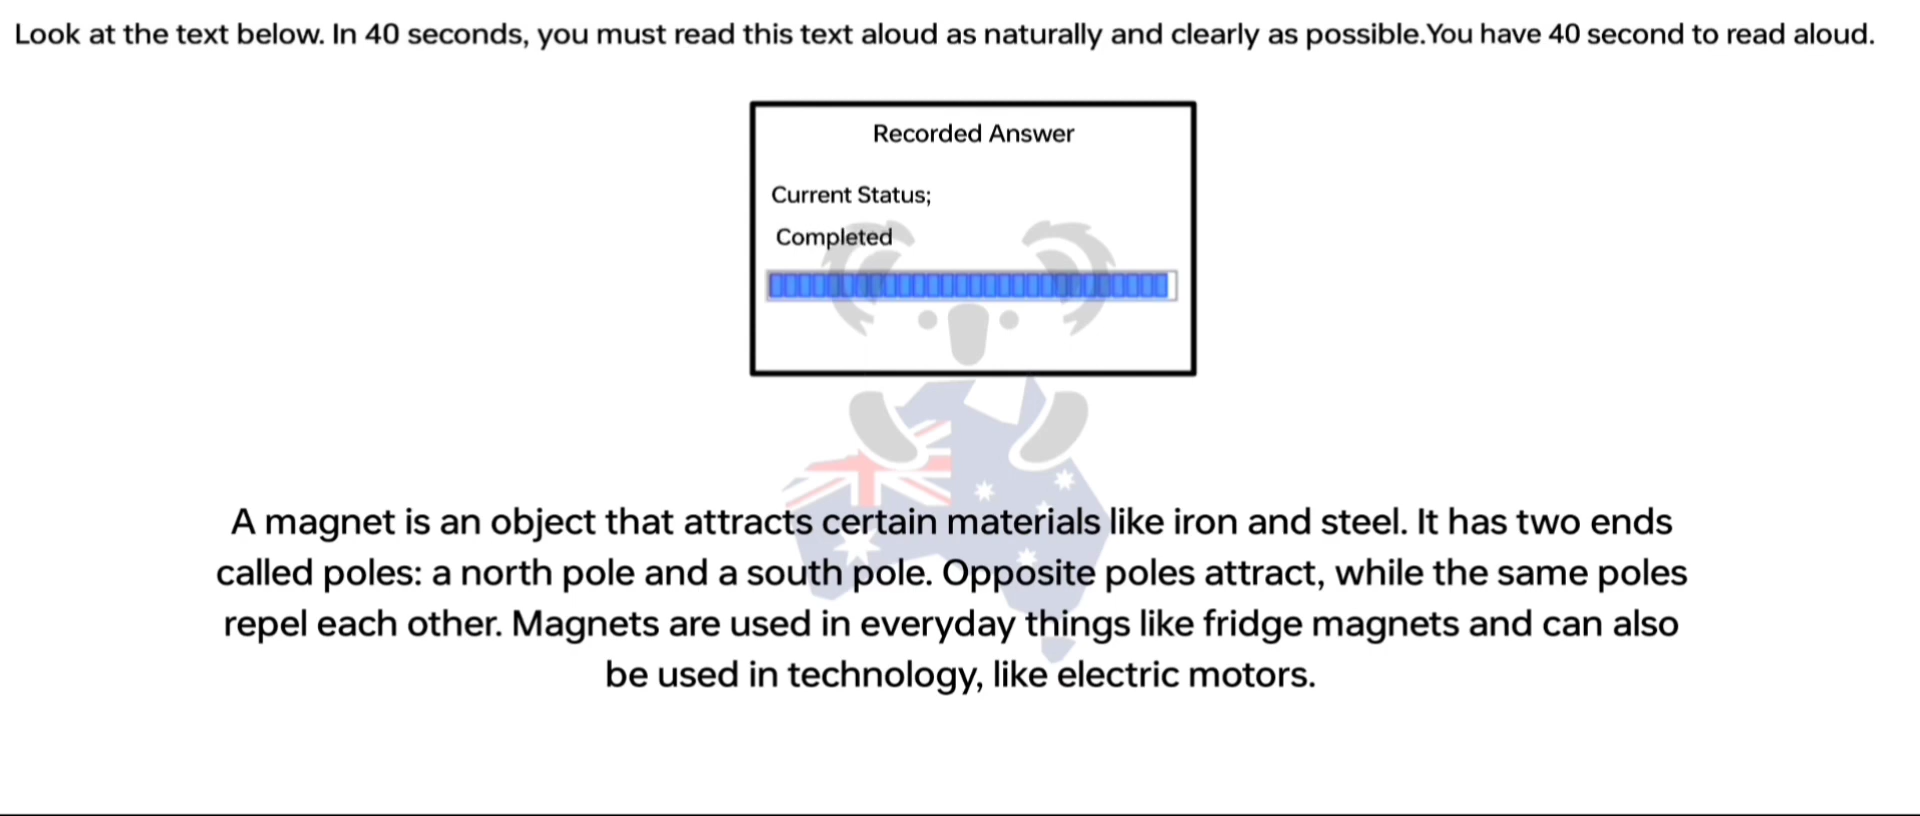 Look at the text below. In 40 seconds, you must read this text aloud as naturally and clearly as possible.You have 40 second to read aloud.
Recorded Answer
Current Status;
Completed
A magnet is an object that attracts certain materials like iron and steel. It has two ends
called poles: a north pole and a south pole. Opposite poles attract, while the same poles
repel each other. Magnets are used in everyday things like fridge magnets and can also
be used in technology, like electric motors.